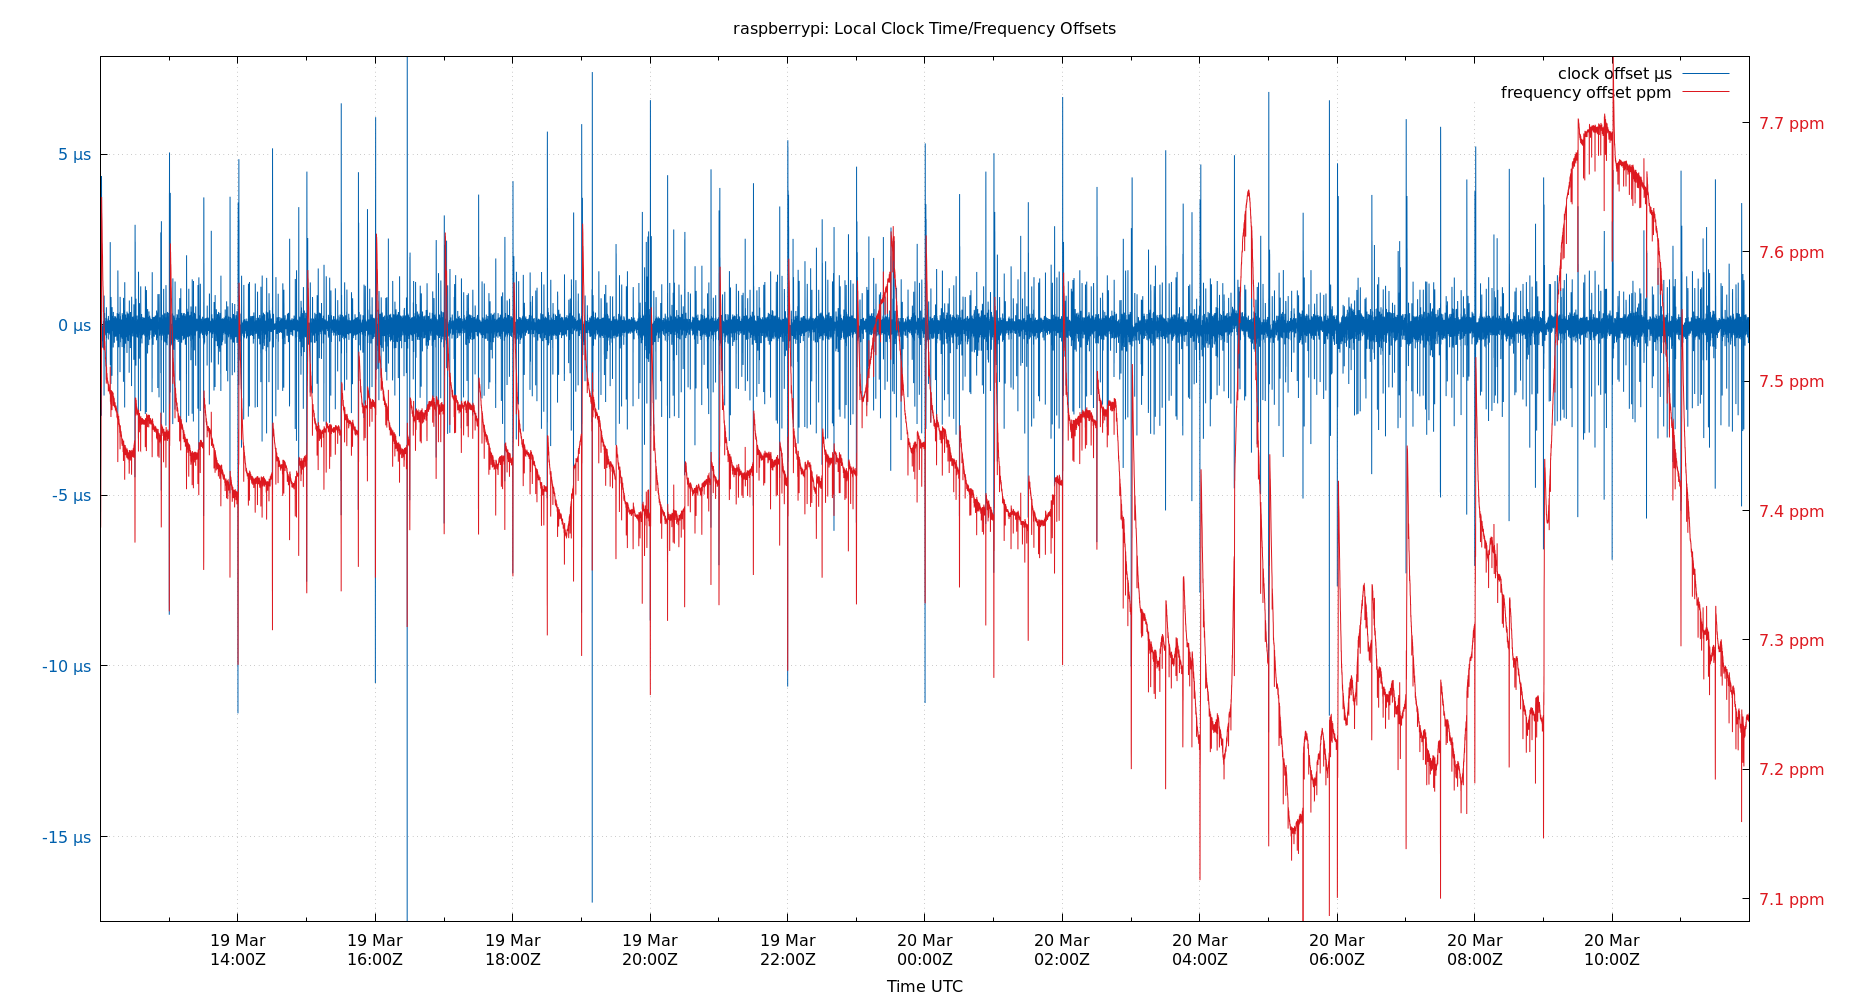 raspberrypi: Local Clock Time/Frequency Offsets
clock offset µs
frequency offset ppm
5 µs
0 µs
-5 µs
-10 µs
-15 µs
7.7 ppm
7.6 ppm
7.5 ppm
7.4 ppm
7.3 ppm
7.2 ppm
7.1 ppm
19 Mar
14:00Z
19 Mar
16:00Z
19 Mar
18:00Z
19 Mar
20:00Z
19 Mar
22:00Z
20 Mar
00:00Z
20 Mar
02:00Z
20 Mar
04:00Z
20 Mar
06:00Z
20 Mar
08:00Z
20 Mar
10:00Z
Time UTC